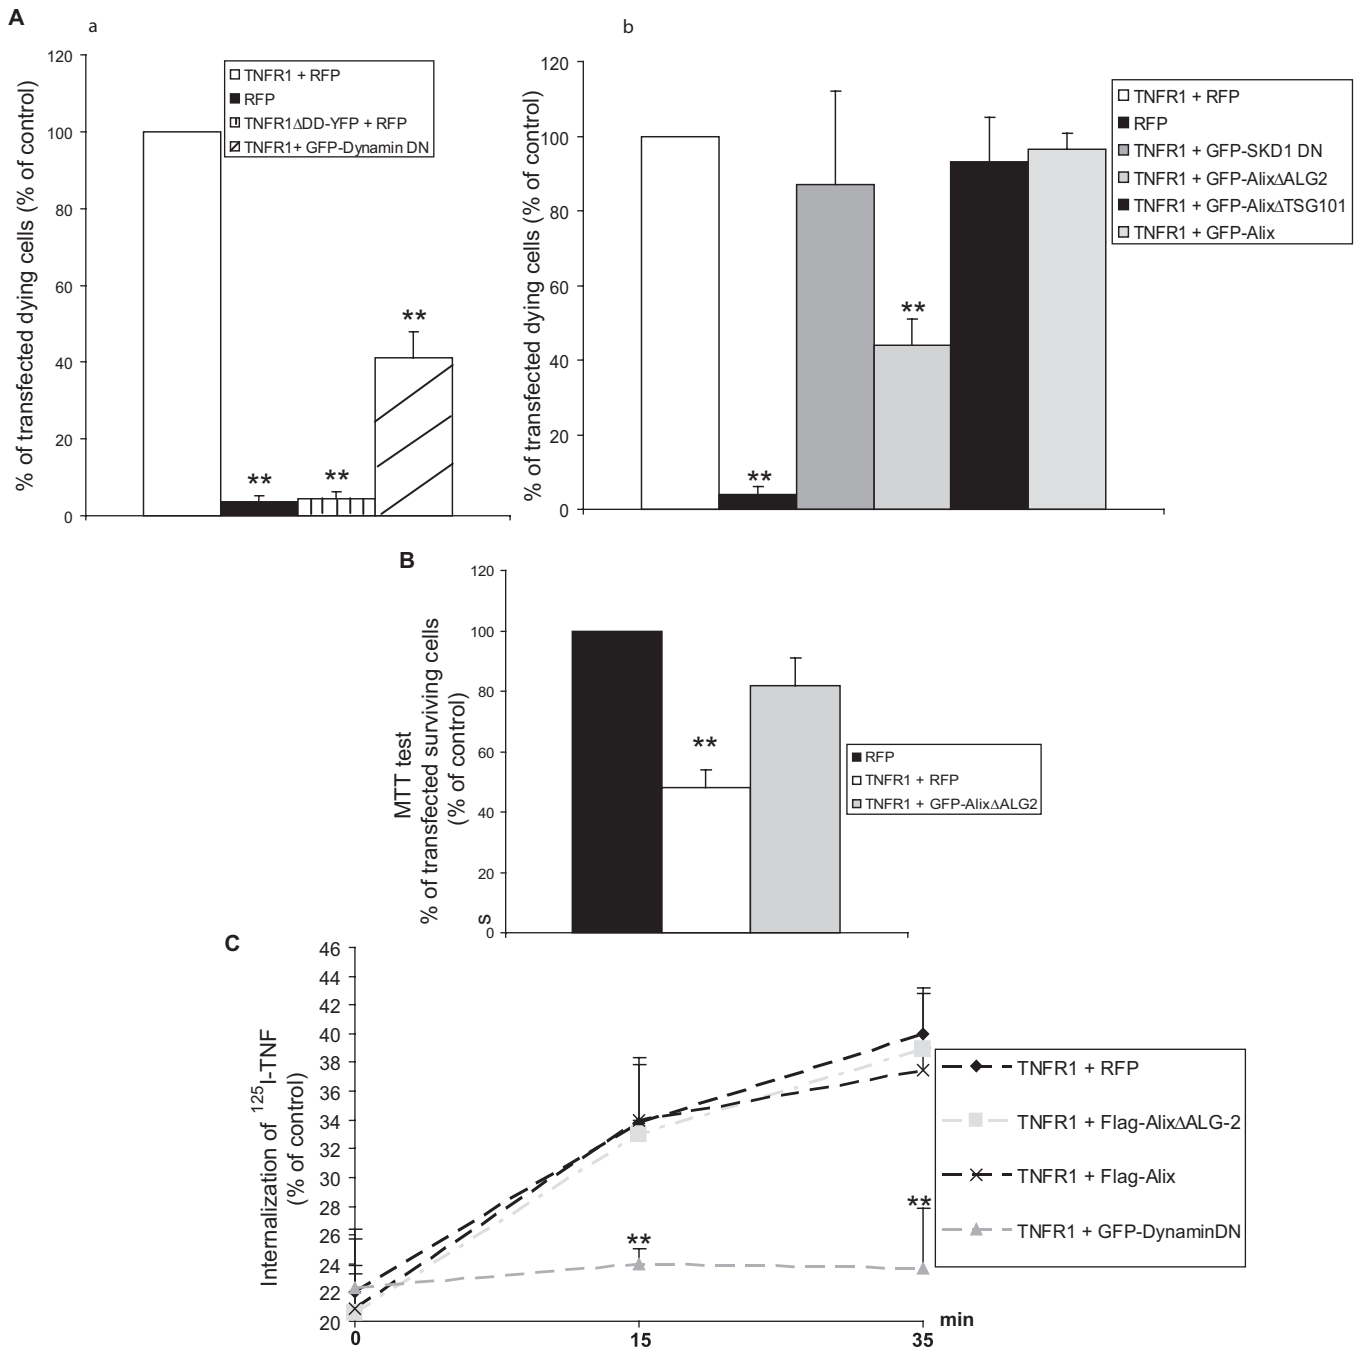 A
a
% of transfected dying cells (% of control)
120
100
80
60
40
20
0
TNFR1 + RFP
RFP
TNFR1ΔDD-YFP + RFP
TNFR1+ GFP-Dynamin DN
**
**
**
b
% of transfected dying cells (% of control)
120
100
80
60
40
20
0
TNFR1 + RFP
RFP
TNFR1 + GFP-SKD1 DN
TNFR1 + GFP-AlixΔALG2
TNFR1 + GFP-AlixΔTSG101
TNFR1 + GFP-Alix
**
**
B
MTT test
% of transfected surviving cells
(% of control)
s
120
100
80
60
40
20
0
**
RFP
TNFR1 + RFP
TNFR1 + GFP-AlixΔALG2
C
Internalization of 125I-TNF
(% of control)
46
44
42
40
38
36
34
32
30
28
26
24
22
20
**
**
0
15
35
min
TNFR1 + RFP
TNFR1 + Flag-AlixΔALG-2
TNFR1 + Flag-Alix
TNFR1 + GFP-DynaminDN